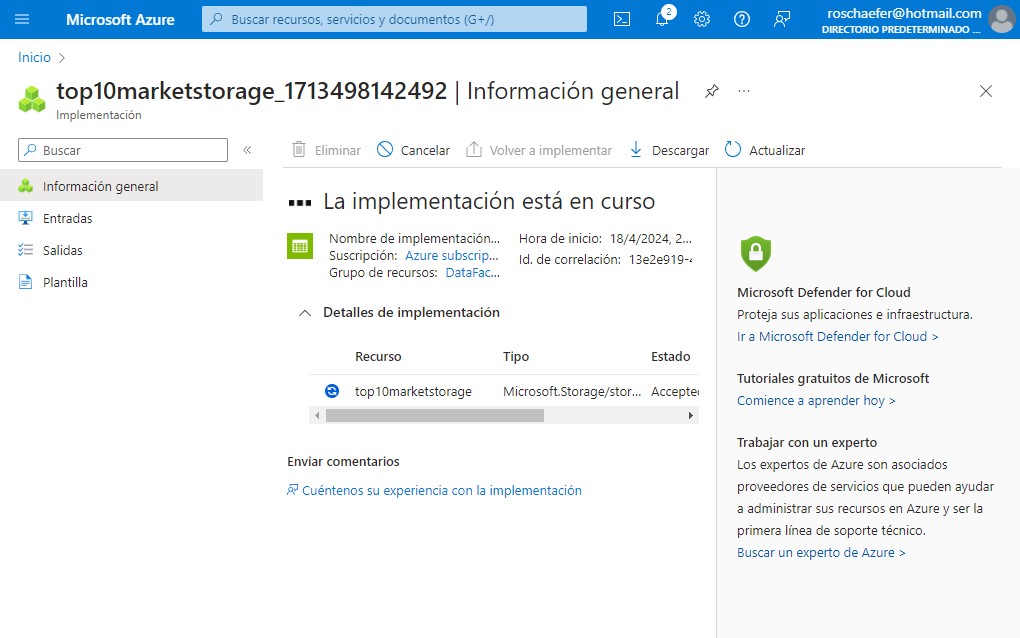 Microsoft Azure
Buscar recursos, servicios y documentos (G+/)
2
roschaefer@hotmail.com
DIRECTORIO PREDETERMINADO ...
Inicio
top10marketstorage_1713498142492 | Información general
Implementación
Buscar
Eliminar
Cancelar
Volver a implementar
Descargar
Actualizar
Información general
Entradas
Salidas
Plantilla
La implementación está en curso
Nombre de implementación...
Suscripción: Azure subscrip...
Grupo de recursos: DataFac...
Hora de inicio: 18/4/2024, 2...
Id. de correlación: 13e2e919-
Detalles de implementación
Recurso Tipo Estado
top10marketstorage Microsoft.Storage/stor... Accepte
Enviar comentarios
Cuéntenos su experiencia con la implementación
Microsoft Defender for Cloud
Proteja sus aplicaciones e infraestructura.
Ir a Microsoft Defender for Cloud >
Tutoriales gratuitos de Microsoft
Comience a aprender hoy >
Trabajar con un experto
Los expertos de Azure son asociados
proveedores de servicios que pueden ayudar
a administrar sus recursos en Azure y ser la
primera línea de soporte técnico.
Buscar un experto de Azure >